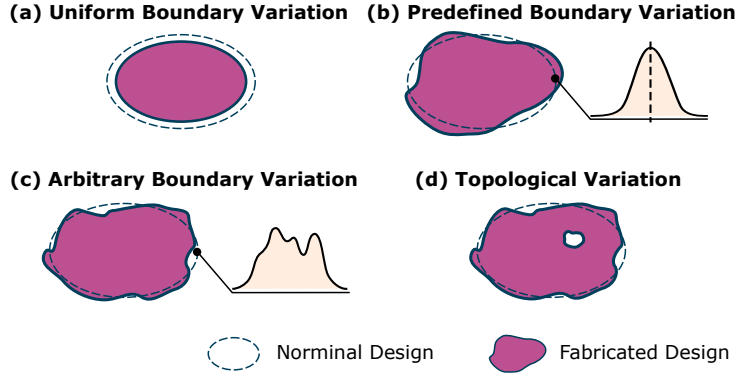 (a) Uniform Boundary Variation
(b) Predefined Boundary Variation
(c) Arbitrary Boundary Variation
(d) Topological Variation
Norminal Design
Fabricated Design